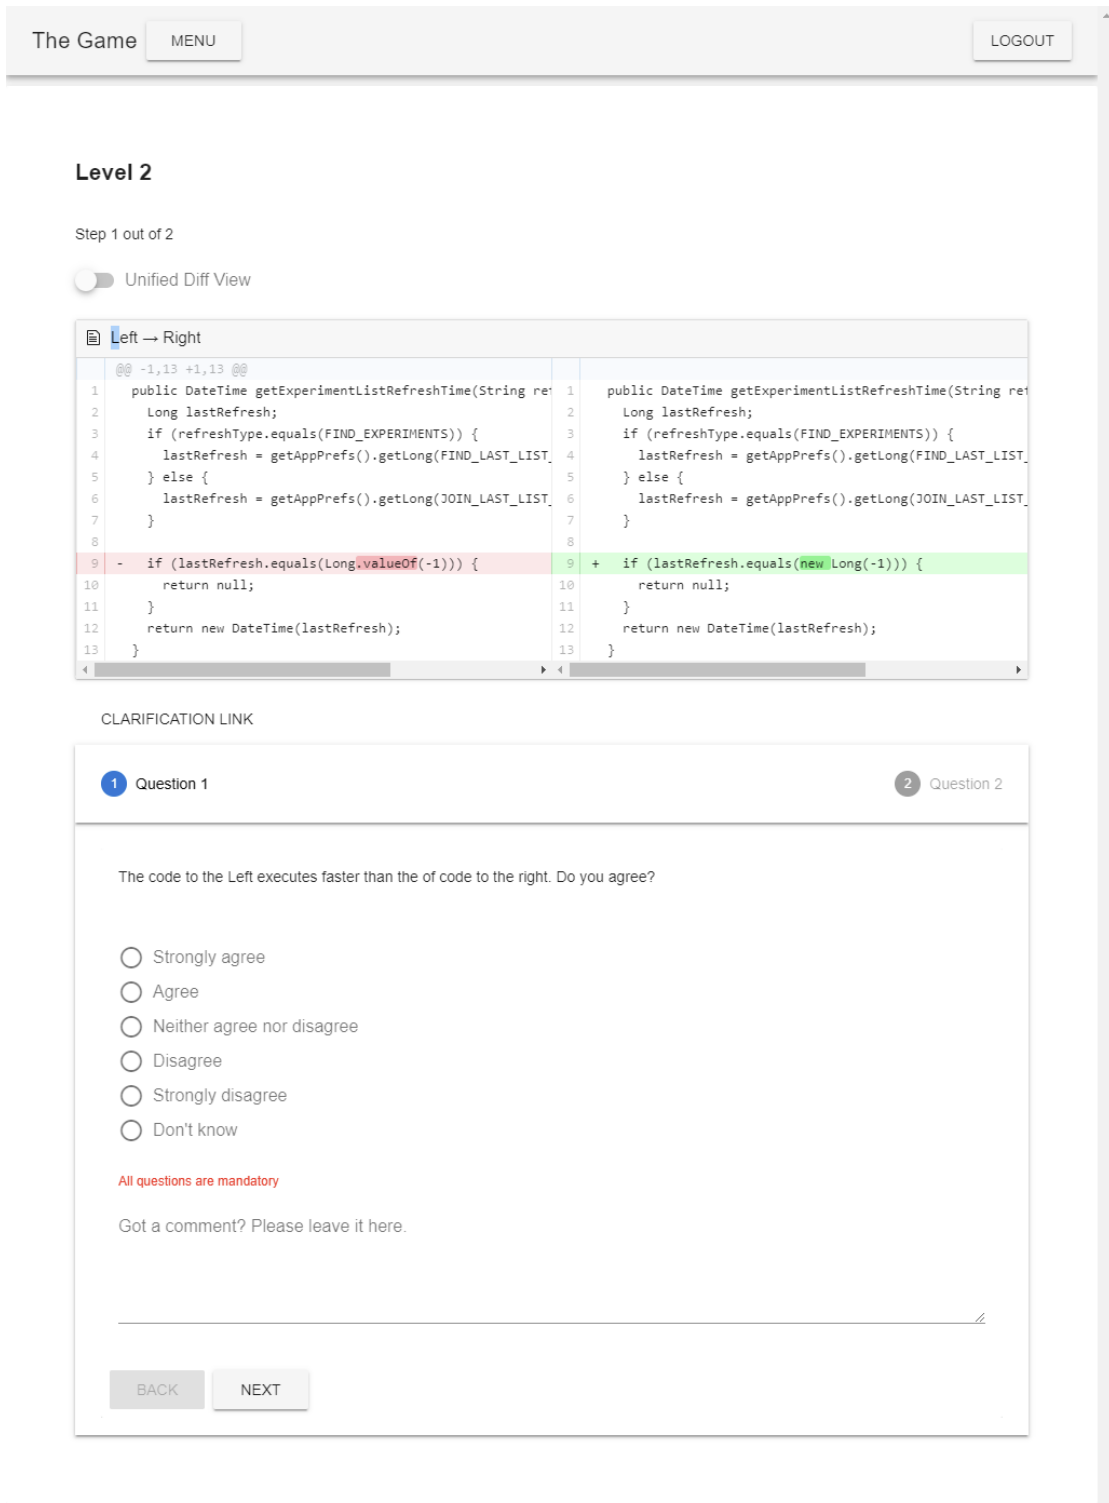 The Game MENU LOGOUT
Level 2
Step 1 out of 2
Unified Diff View
Left → Right
@@ -1,13 +1,13 @@
1 public DateTime getExperimentListRefreshTime(String ret 1 public DateTime getExperimentListRefreshTime(String ret
2 Long lastRefresh; 2 Long lastRefresh;
3 if (refreshType.equals(FIND_EXPERIMENTS)) { 3 if (refreshType.equals(FIND_EXPERIMENTS)) {
4 lastRefresh = getAppPrefs().getLong(FIND_LAST_LIST_ 4 lastRefresh = getAppPrefs().getLong(FIND_LAST_LIST_
5 } else { 5 } else {
6 lastRefresh = getAppPrefs().getLong(JOIN_LAST_LIST_ 6 lastRefresh = getAppPrefs().getLong(JOIN_LAST_LIST_
7 } 7 }
8 8
9 - if (lastRefresh.equals(Long.valueOf(-1))) { 9 + if (lastRefresh.equals(new Long(-1))) {
10 return null; 10 return null;
11 } 11 }
12 return new DateTime(lastRefresh); 12 return new DateTime(lastRefresh);
13 } 13 }
CLARIFICATION LINK
1 Question 1 2 Question 2
The code to the Left executes faster than the of code to the right. Do you agree?
Strongly agree
Agree
Neither agree nor disagree
Disagree
Strongly disagree
Don't know
All questions are mandatory
Got a comment? Please leave it here.
BACK NEXT